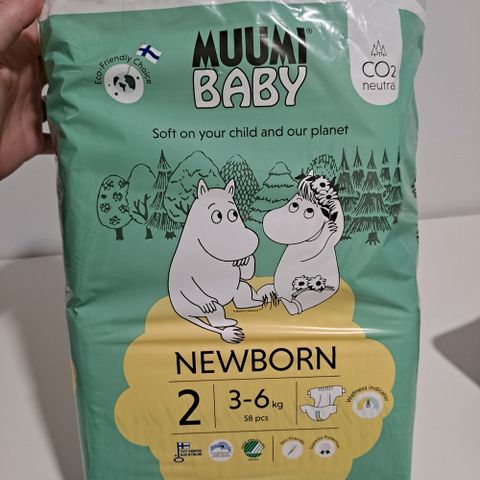 MUUMI
BABY
Eco-Friendly Choice
CO2
neutral
Soft on your child and our planet
NEWBORN
2
3-6 kg
58 pcs
Wetness indicator